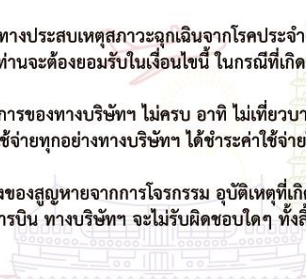 ทางประสบเหตุสภาวะฉุกเฉินจากโรคประจำ
ท่านจะต้องยอมรับในเงื่อนไขนี้ ในกรณีที่เกิด
การของทางบริษัทฯ ไม่ครบ อาทิ ไม่เที่ยวบา
ใช้จ่ายทุกอย่างทางบริษัทฯ ได้ชำระค่าใช้จ่าย
ของสูญหายจากการโจรกรรม อุบัติเหตุที่เกิ
การบิน ทางบริษัทฯ จะไม่รับผิดชอบใดๆ ทั้งสิ้